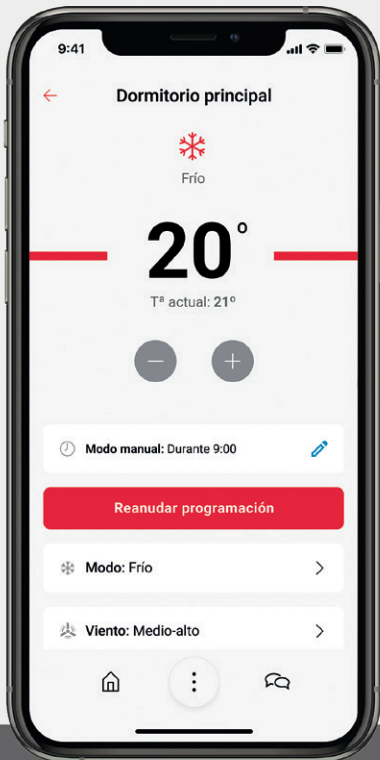 9:41
Dormitorio principal
Frío
20°
Tª actual: 21º
Modo manual: Durante 9:00
Reanudar programación
Modo: Frío
Viento: Medio-alto